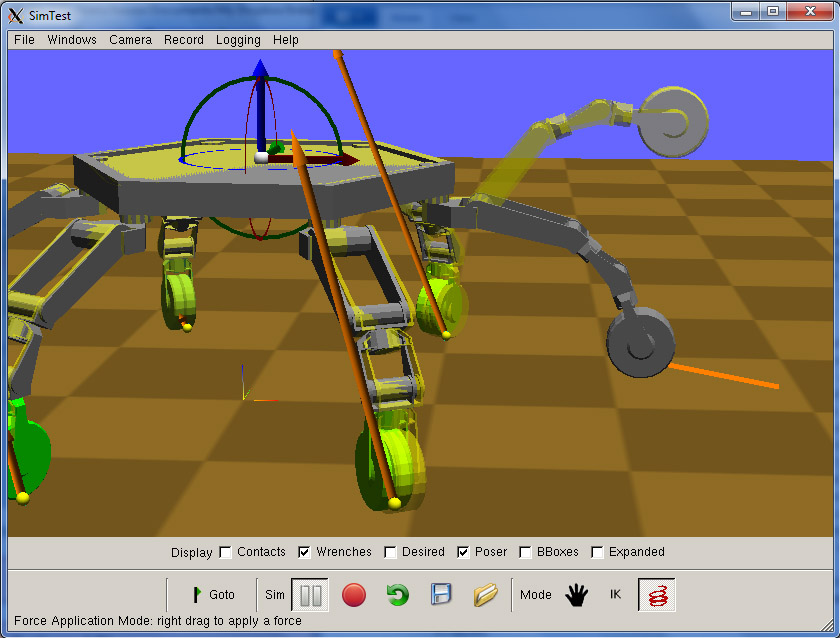 SimTest
File Windows Camera Record Logging Help
Display Contacts Wrenches Desired Poser BBoxes Expanded
Goto Sim Mode IK
Force Application Mode: right drag to apply a force